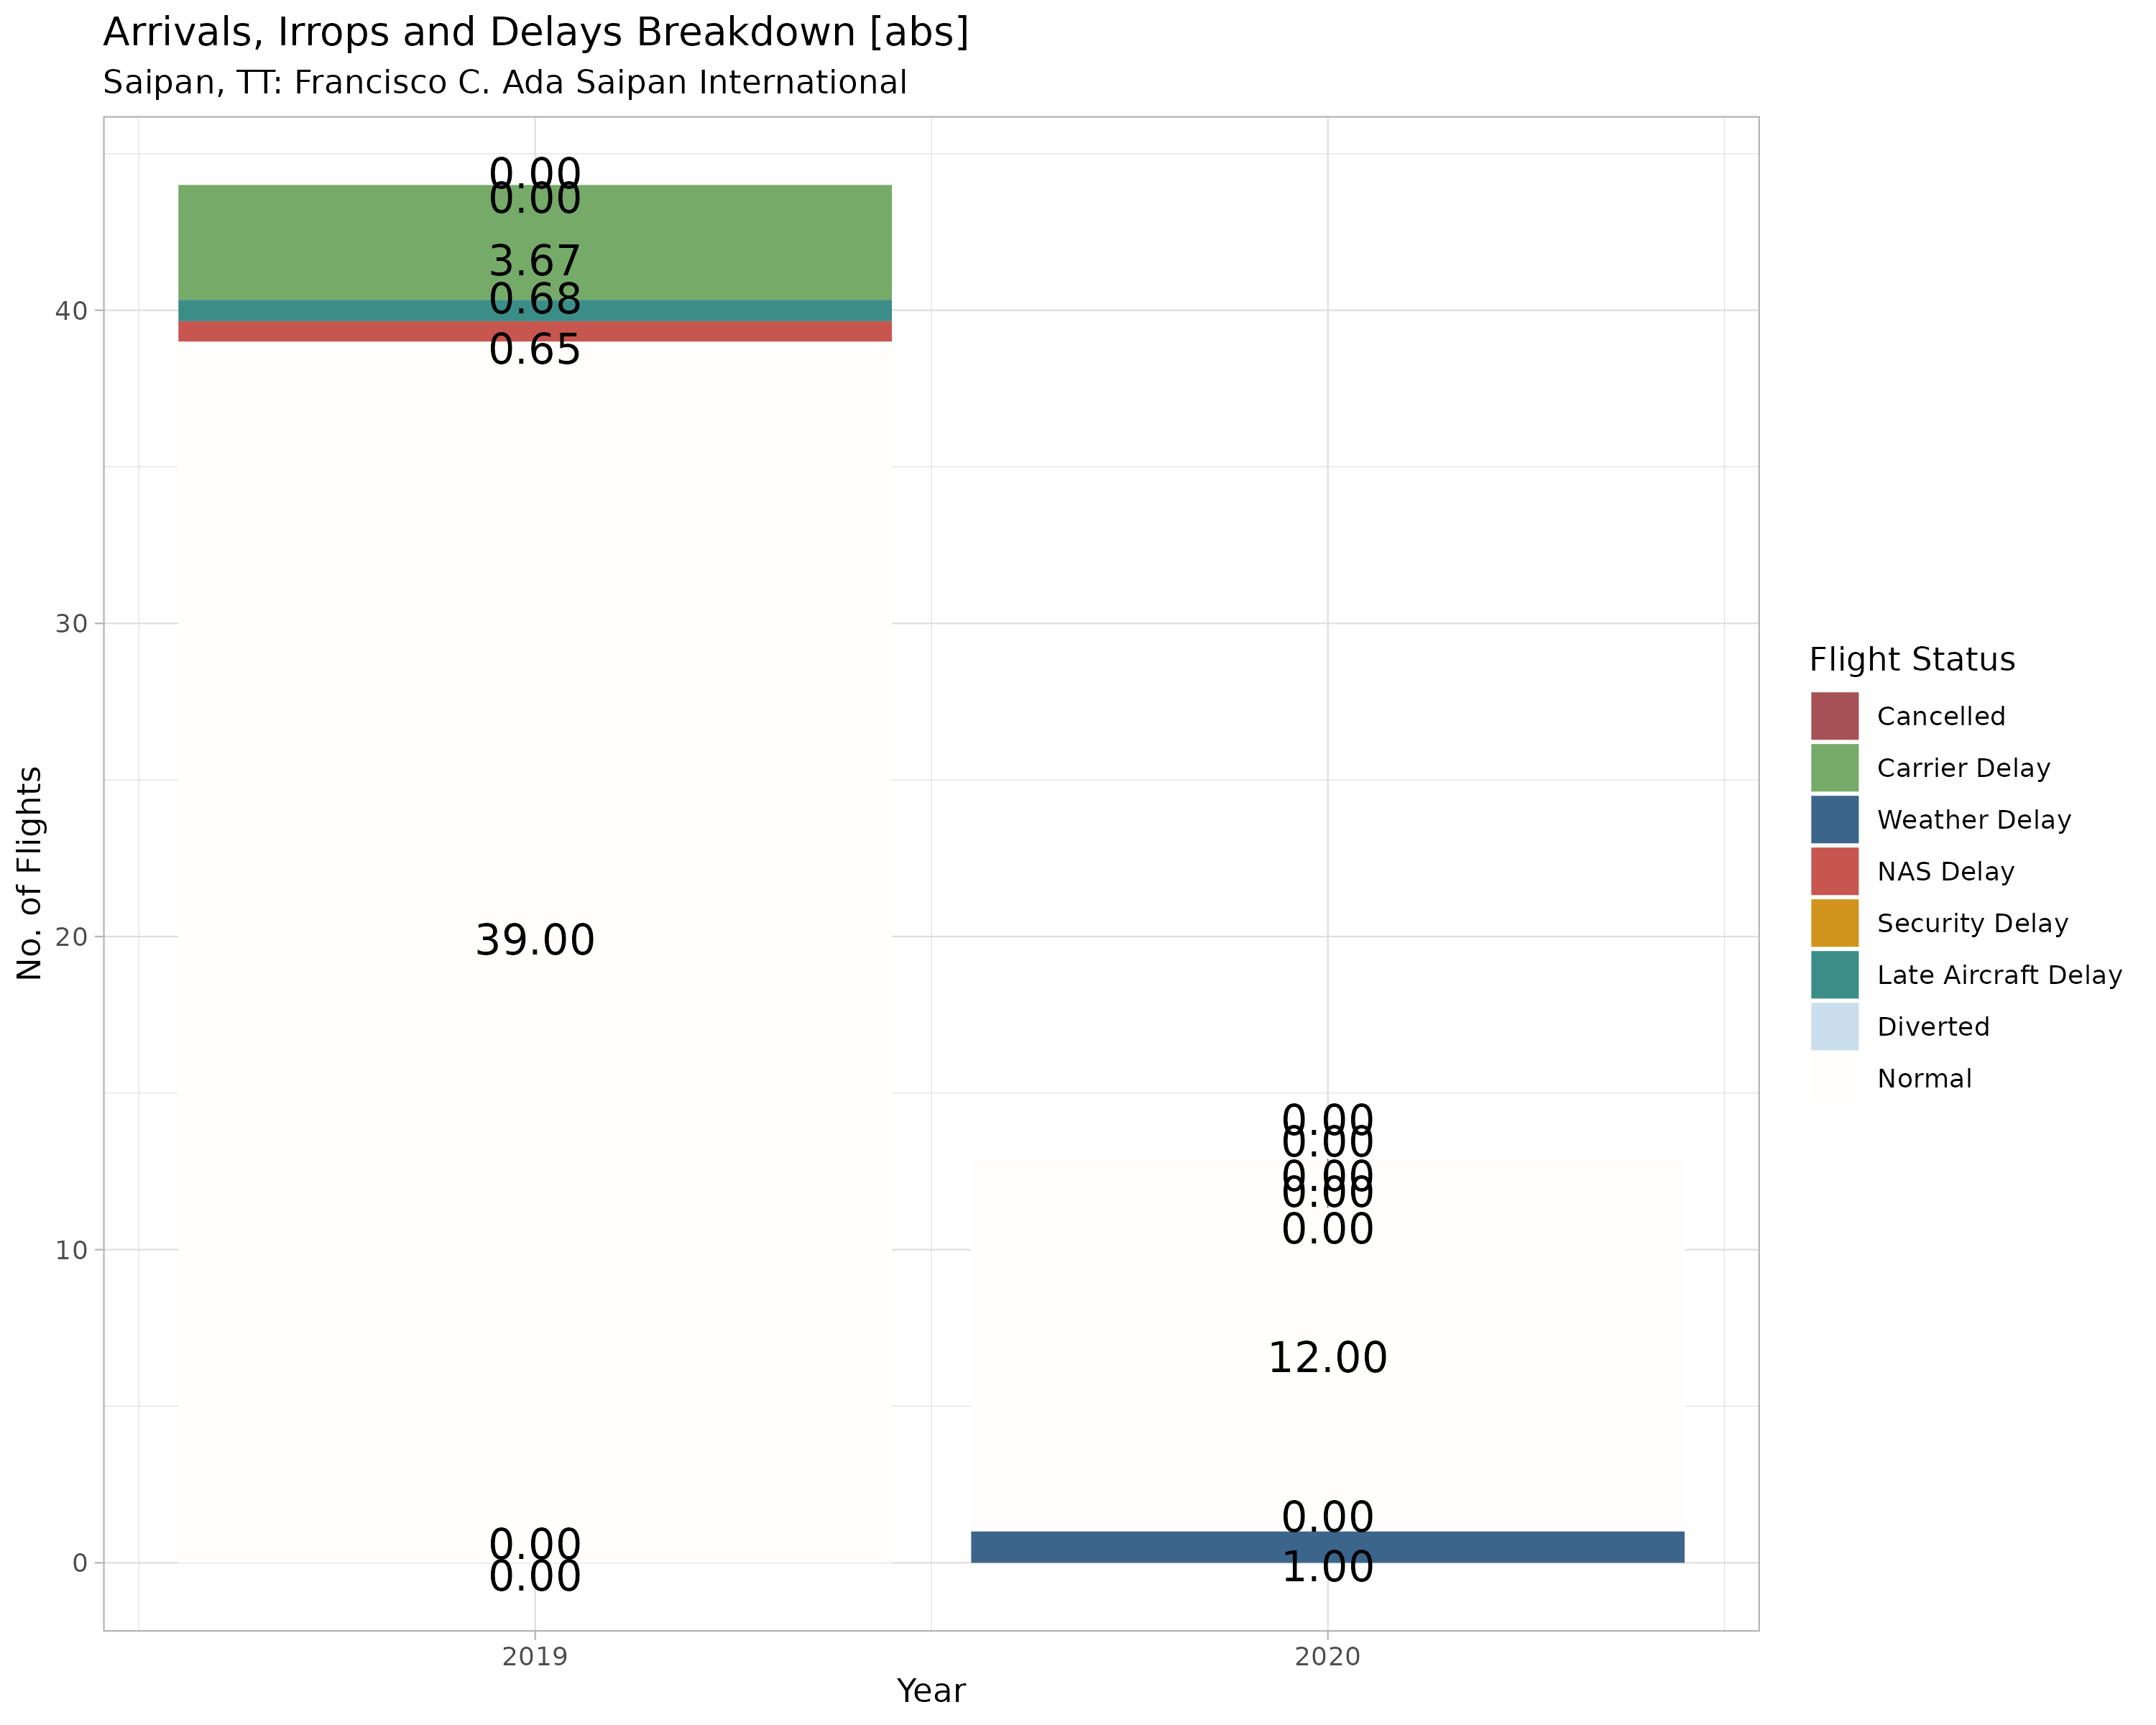 Arrivals, Irrops and Delays Breakdown [abs]
Saipan, TT: Francisco C. Ada Saipan International
No. of Flights
40
30
20
10
0
0.00
0.00
3.67
0.68
0.65
39.00
0.00
0.00
0.00
0.00
0.00
0.00
0.00
12.00
0.00
1.00
2019
2020
Year
Flight Status
Cancelled
Carrier Delay
Weather Delay
NAS Delay
Security Delay
Late Aircraft Delay
Diverted
Normal